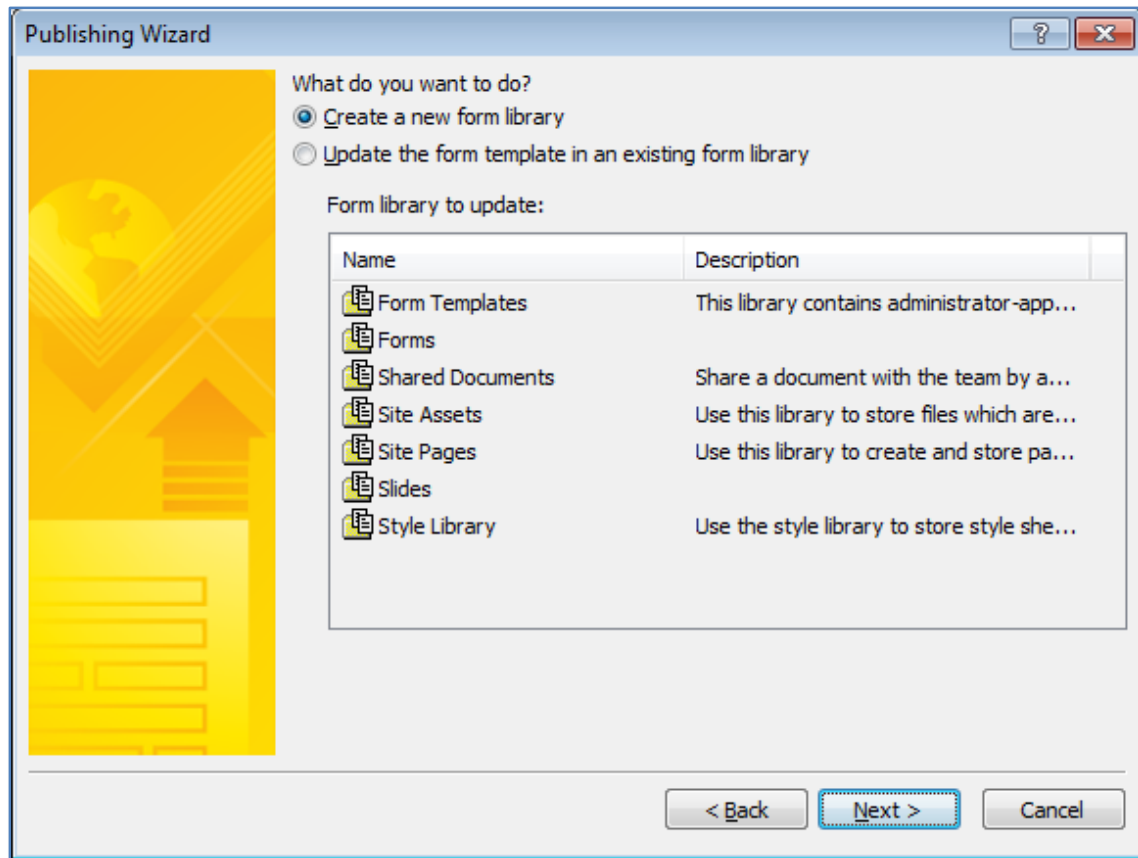 Publishing Wizard
What do you want to do?
Create a new form library
Update the form template in an existing form library
Form library to update:
Name Description
Form Templates This library contains administrator-app...
Forms
Shared Documents Share a document with the team by a...
Site Assets Use this library to store files which are...
Site Pages Use this library to create and store pa...
Slides
Style Library Use the style library to store style she...
< Back Next > Cancel